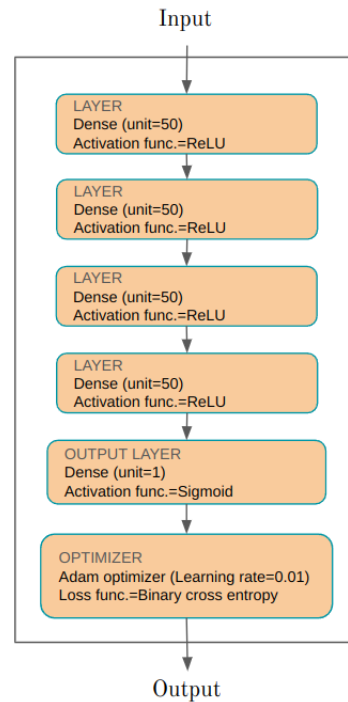 Input
LAYER
Dense (unit=50)
Activation func.=ReLU
LAYER
Dense (unit=50)
Activation func.=ReLU
LAYER
Dense (unit=50)
Activation func.=ReLU
LAYER
Dense (unit=50)
Activation func.=ReLU
OUTPUT LAYER
Dense (unit=1)
Activation func.=Sigmoid
OPTIMIZER
Adam optimizer (Learning rate=0.01)
Loss func.=Binary cross entropy
Output